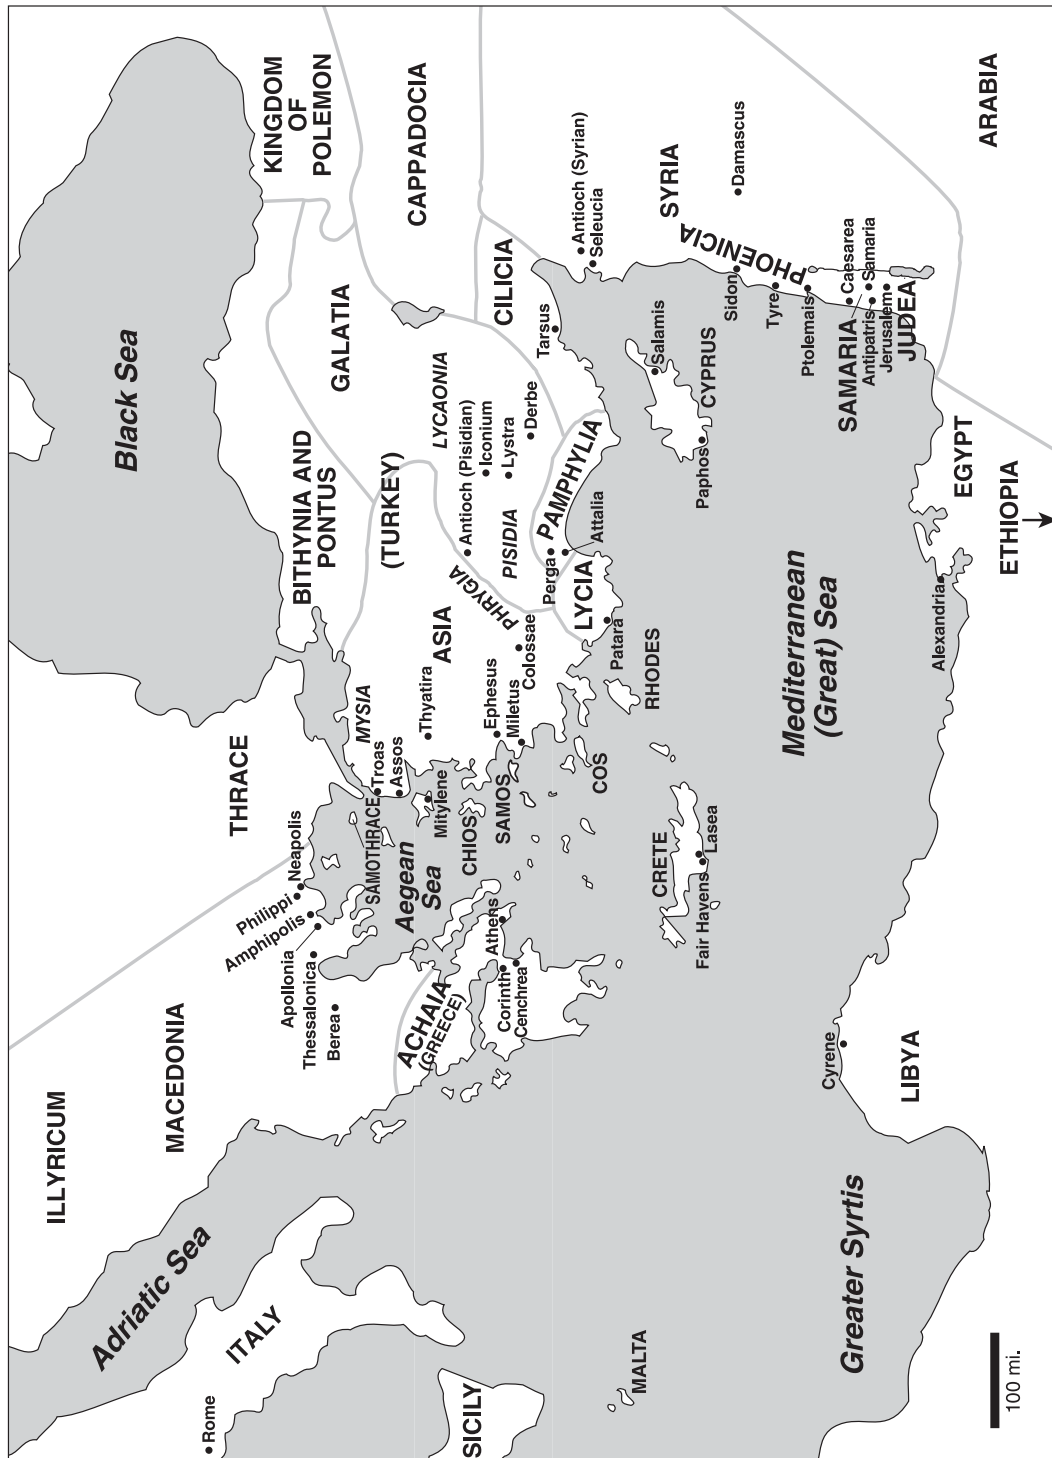 ILLYRICUM
MACEDONIA
THRACE
Black Sea
KINGDOM
OF
POLEMON
BITHYNIA AND
PONTUS
GALATIA
CAPPADOCIA
Adriatic Sea
ITALY
Rome
SICILY
MALTA
Philippi
Neapolis
Amphipolis
Apollonia
Thessalonica
Berea
SAMOTHRACE
Aegean
Sea
ACHAIA
(GREECE)
Athens
Corinth
Cenchrea
MYSIA
Troas
Assos
Mitylene
CHIOS
SAMOS
COS
Thyatira
ASIA
Ephesus
Miletus
Colossae
PHRYGIA
(TURKEY)
LYCAONIA
Antioch (Pisidian)
Iconium
Lystra
Derbe
PISIDIA
PAMPHYLIA
Perga
Attalia
LYCIA
Patara
RHODES
CILICIA
Tarsus
Antioch (Syrian)
Seleucia
SYRIA
Damascus
PHOENICIA
Sidon
Tyre
Ptolemais
Caesarea
Samaria
SAMARIA
Antipatris
Jerusalem
JUDEA
ARABIA
Salamis
CYPRUS
Paphos
CRETE
Lasea
Fair Havens
Mediterranean
(Great) Sea
Greater Syrtis
Cyrene
LIBYA
Alexandria
EGYPT
ETHIOPIA
100 mi.